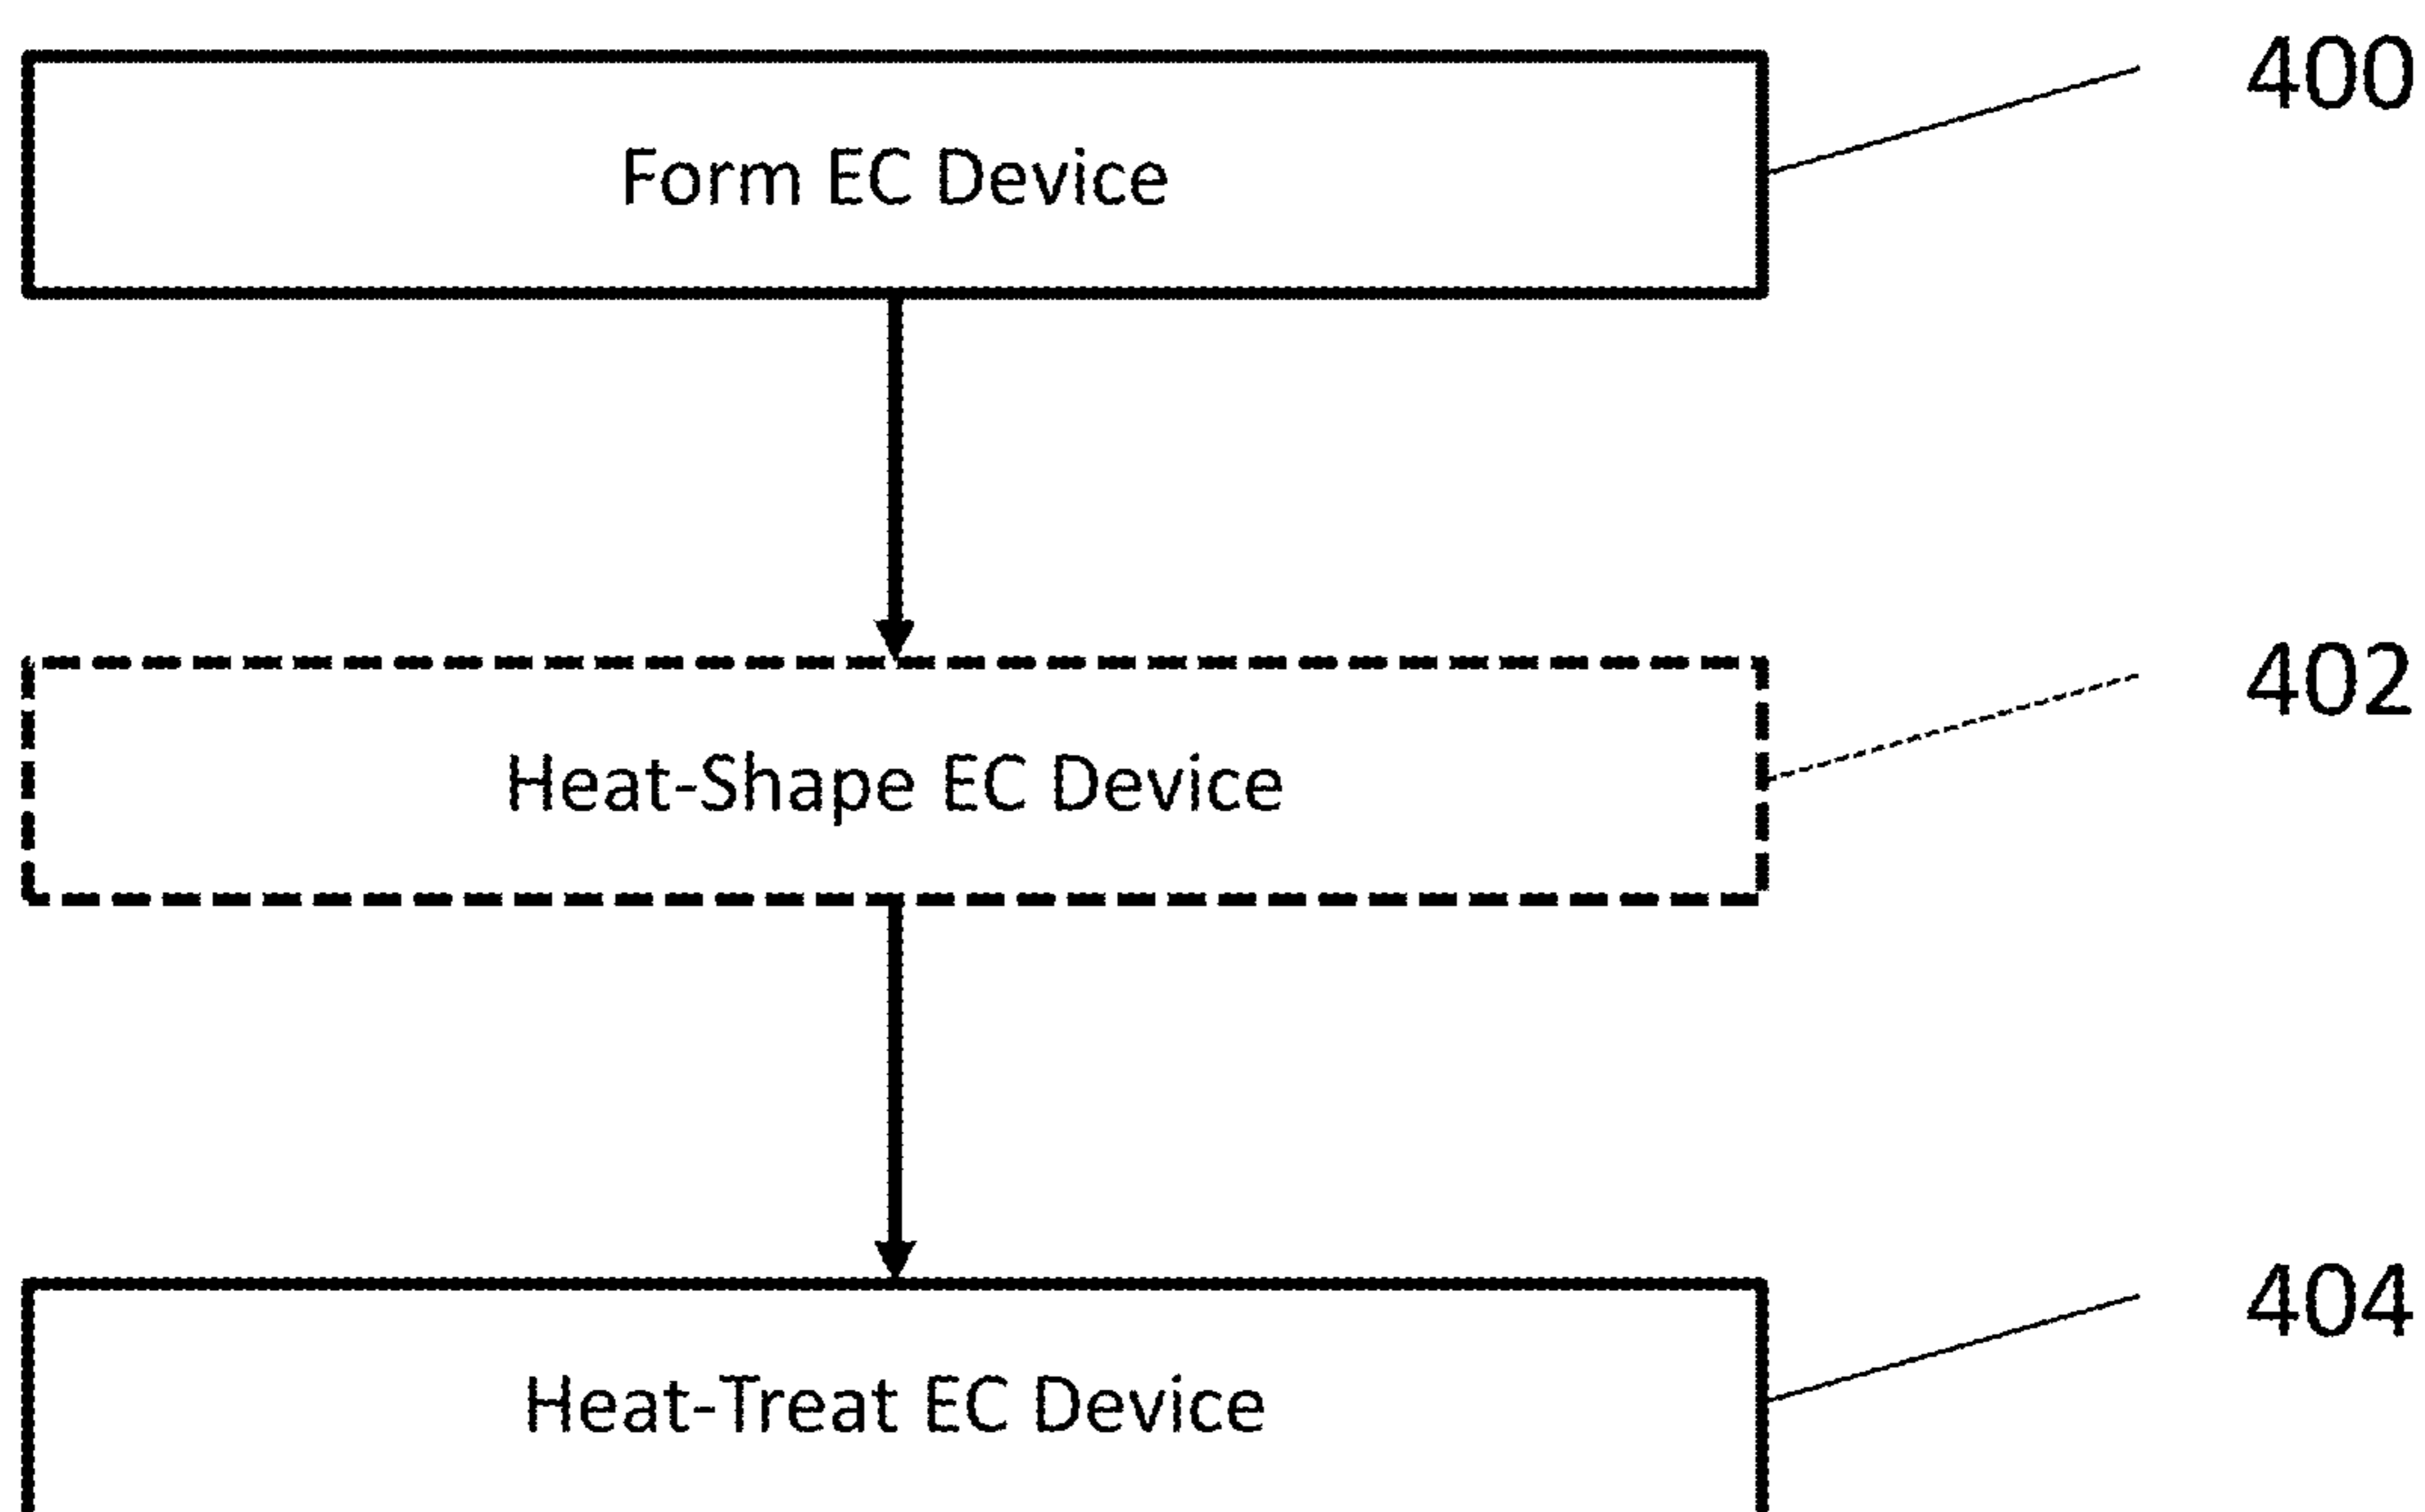 400
Form EC Device
402
Heat-Shape EC Device
404
Heat-Treat EC Device